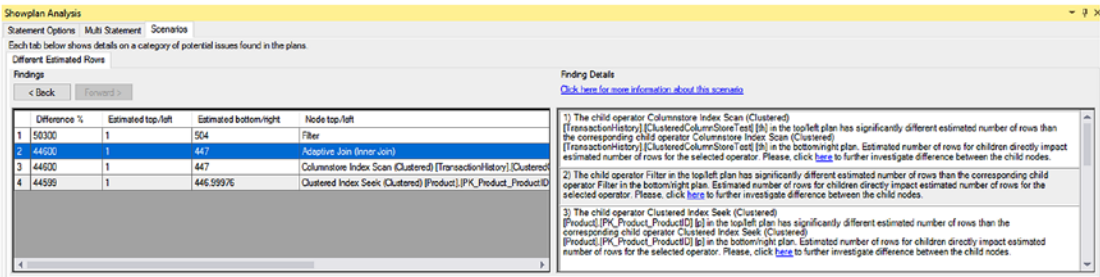 Showplan Analysis
Statement Options Multi Statement Scenarios
Each tab below shows details on a category of potential issues found in the plans.
Different Estimated Rows
Findings
< Back Forward >
Difference % Estimated top/left Estimated bottom/right Node top/left
1 50300 1 504 Filter
2 44600 1 447 Adaptive Join (Inner Join)
3 44600 1 447 Columnstore Index Scan (Clustered) [TransactionHistory].[Clustered
4 44599 1 446.99976 Clustered Index Seek (Clustered) [Product].[PK_Product_ProductID
Finding Details
Click here for more information about this scenario
1) The child operator Columnstore Index Scan (Clustered)
[TransactionHistory].[ClusteredColumnStoreTest] [th] in the top/left plan has significantly different estimated number of rows than
the corresponding child operator Columnstore Index Scan (Clustered)
[TransactionHistory].[ClusteredColumnStoreTest] [th] in the bottom/right plan. Estimated number of rows for children directly impact
estimated number of rows for the selected operator. Please, click here to further investigate difference between the child nodes.
2) The child operator Filter in the top/left plan has significantly different estimated number of rows than the corresponding child
operator Filter in the bottom/right plan. Estimated number of rows for children directly impact estimated number of rows for the
selected operator. Please, click here to further investigate difference between the child nodes.
3) The child operator Clustered Index Seek (Clustered)
[Product].[PK_Product_ProductID] [p] in the top/left plan has significantly different estimated number of rows than the
corresponding child operator Clustered Index Seek (Clustered)
[Product].[PK_Product_ProductID] [p] in the bottom/right plan. Estimated number of rows for children directly impact estimated
number of rows for the selected operator. Please, click here to further investigate difference between the child nodes.